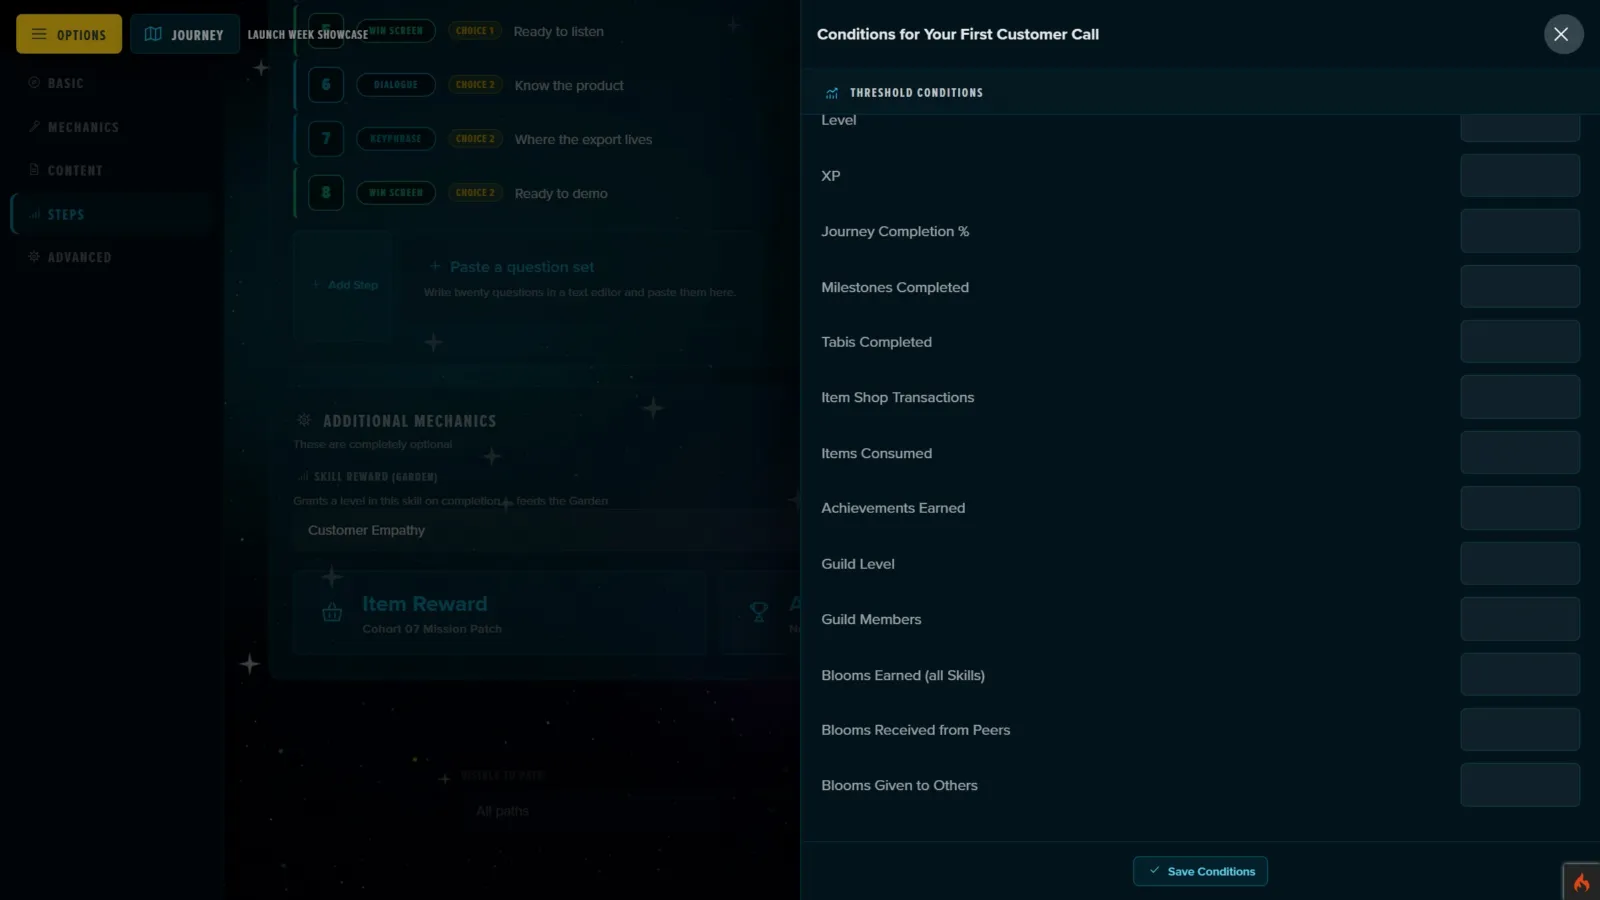 OPTIONS
JOURNEY
LAUNCH WEEK SHOWCASE
BASIC
MECHANICS
CONTENT
STEPS
ADVANCED
5 WIN SCREEN CHOICE 1 Ready to listen
6 DIALOGUE CHOICE 2 Know the product
7 KEYPHRASE CHOICE 2 Where the export lives
8 WIN SCREEN CHOICE 2 Ready to demo
+ Add Step
+ Paste a question set
Write twenty questions in a text editor and paste them here.
ADDITIONAL MECHANICS
These are completely optional
SKILL REWARD (GARDEN)
Grants a level in this skill on completion — feeds the Garden
Customer Empathy
Item Reward
Cohort 07 Mission Patch
VISIBLE TO PATH
All paths
Conditions for Your First Customer Call
THRESHOLD CONDITIONS
Level
XP
Journey Completion %
Milestones Completed
Tabis Completed
Item Shop Transactions
Items Consumed
Achievements Earned
Guild Level
Guild Members
Blooms Earned (all Skills)
Blooms Received from Peers
Blooms Given to Others
Save Conditions